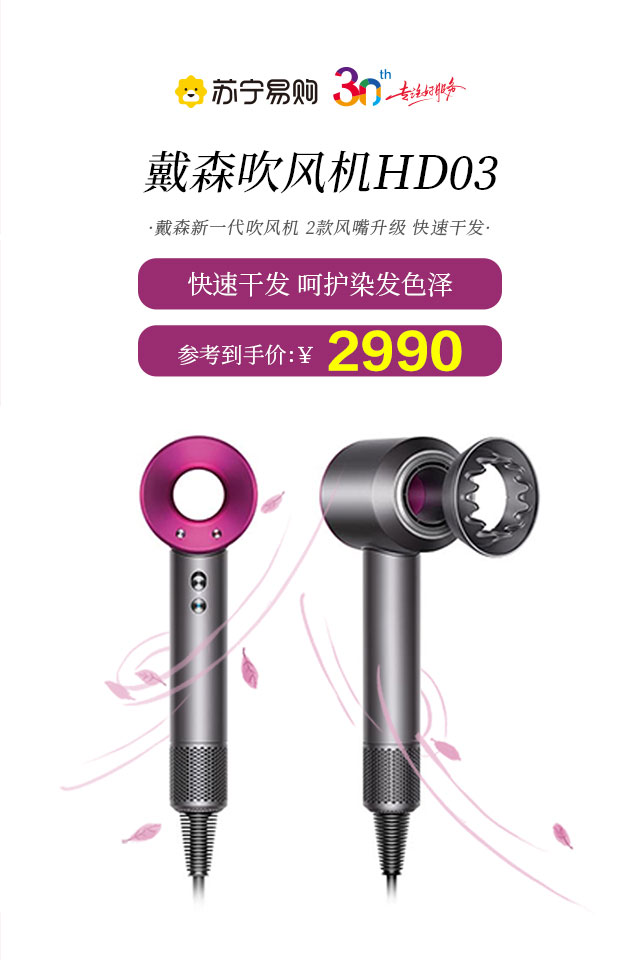 苏宁易购 30th 专注好服务
戴森吹风机HD03
·戴森新一代吹风机 2款风嘴升级 快速干发·
快速干发 呵护染发色泽
参考到手价:¥ 2990